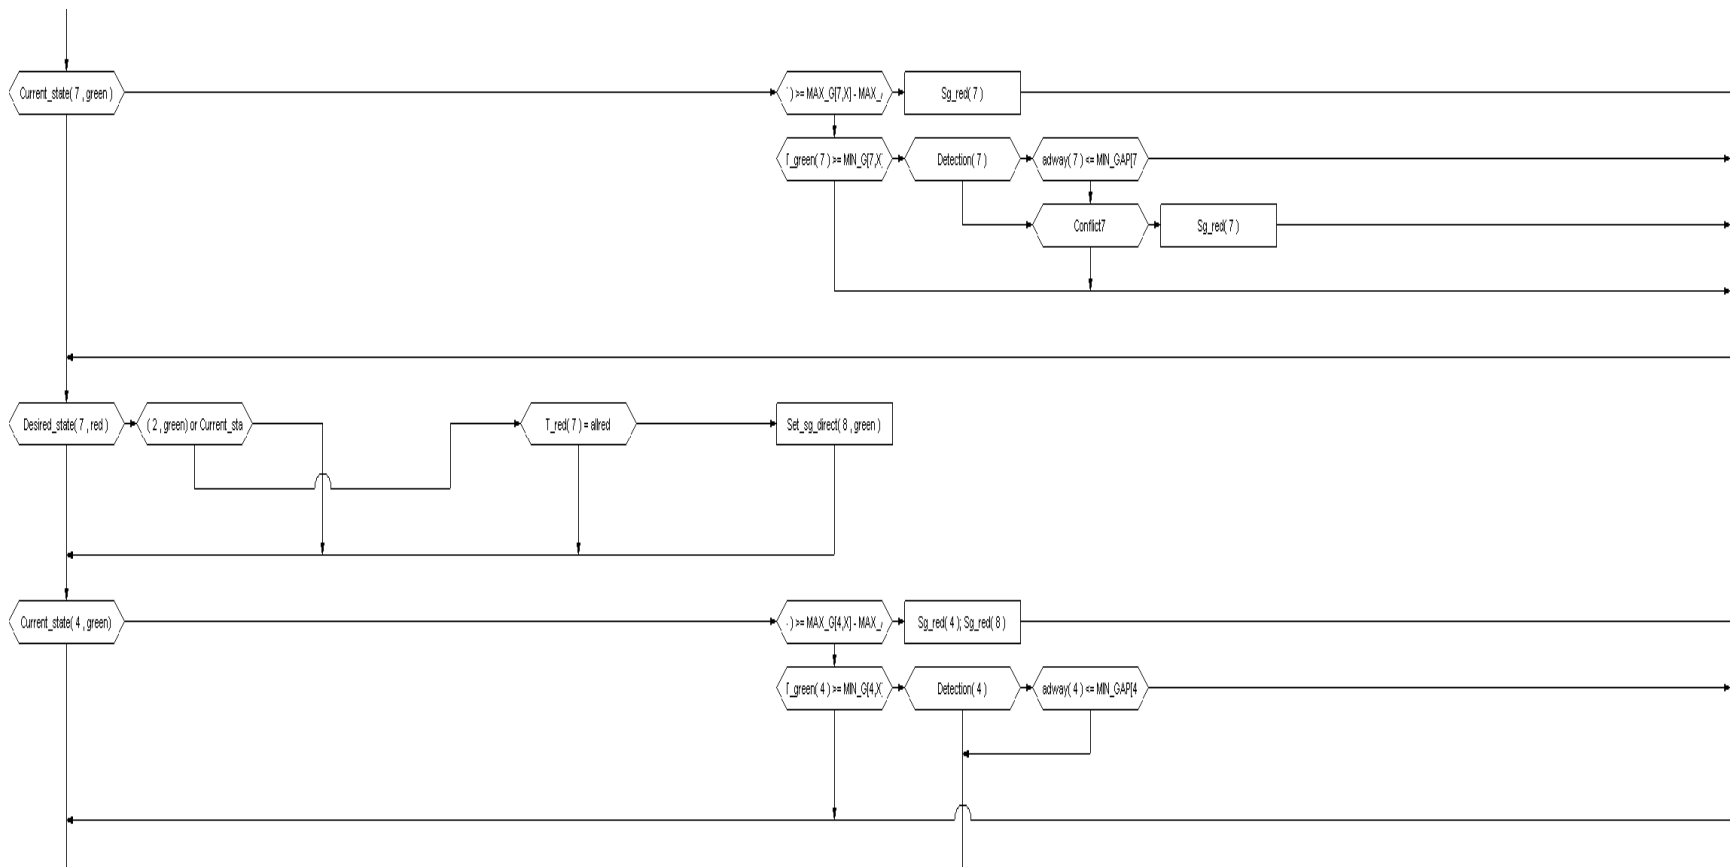 Current_state( 7 , green )
) >= MAX_G[7,X] - MAX_
Sg_red( 7 )
T_green( 7 ) >= MIN_G[7,X]
Detection( 7 )
adway( 7 ) <= MIN_GAP[7
Conflict7
Sg_red( 7 )
Desired_state( 7 , red )
( 2 , green) or Current_sta
T_red( 7 ) = allred
Set_sg_direct( 8 , green )
Current_state( 4 , green)
) >= MAX_G[4,X] - MAX_
Sg_red( 4 ); Sg_red( 8 )
T_green( 4 ) >= MIN_G[4,X]
Detection( 4 )
adway( 4 ) <= MIN_GAP[4